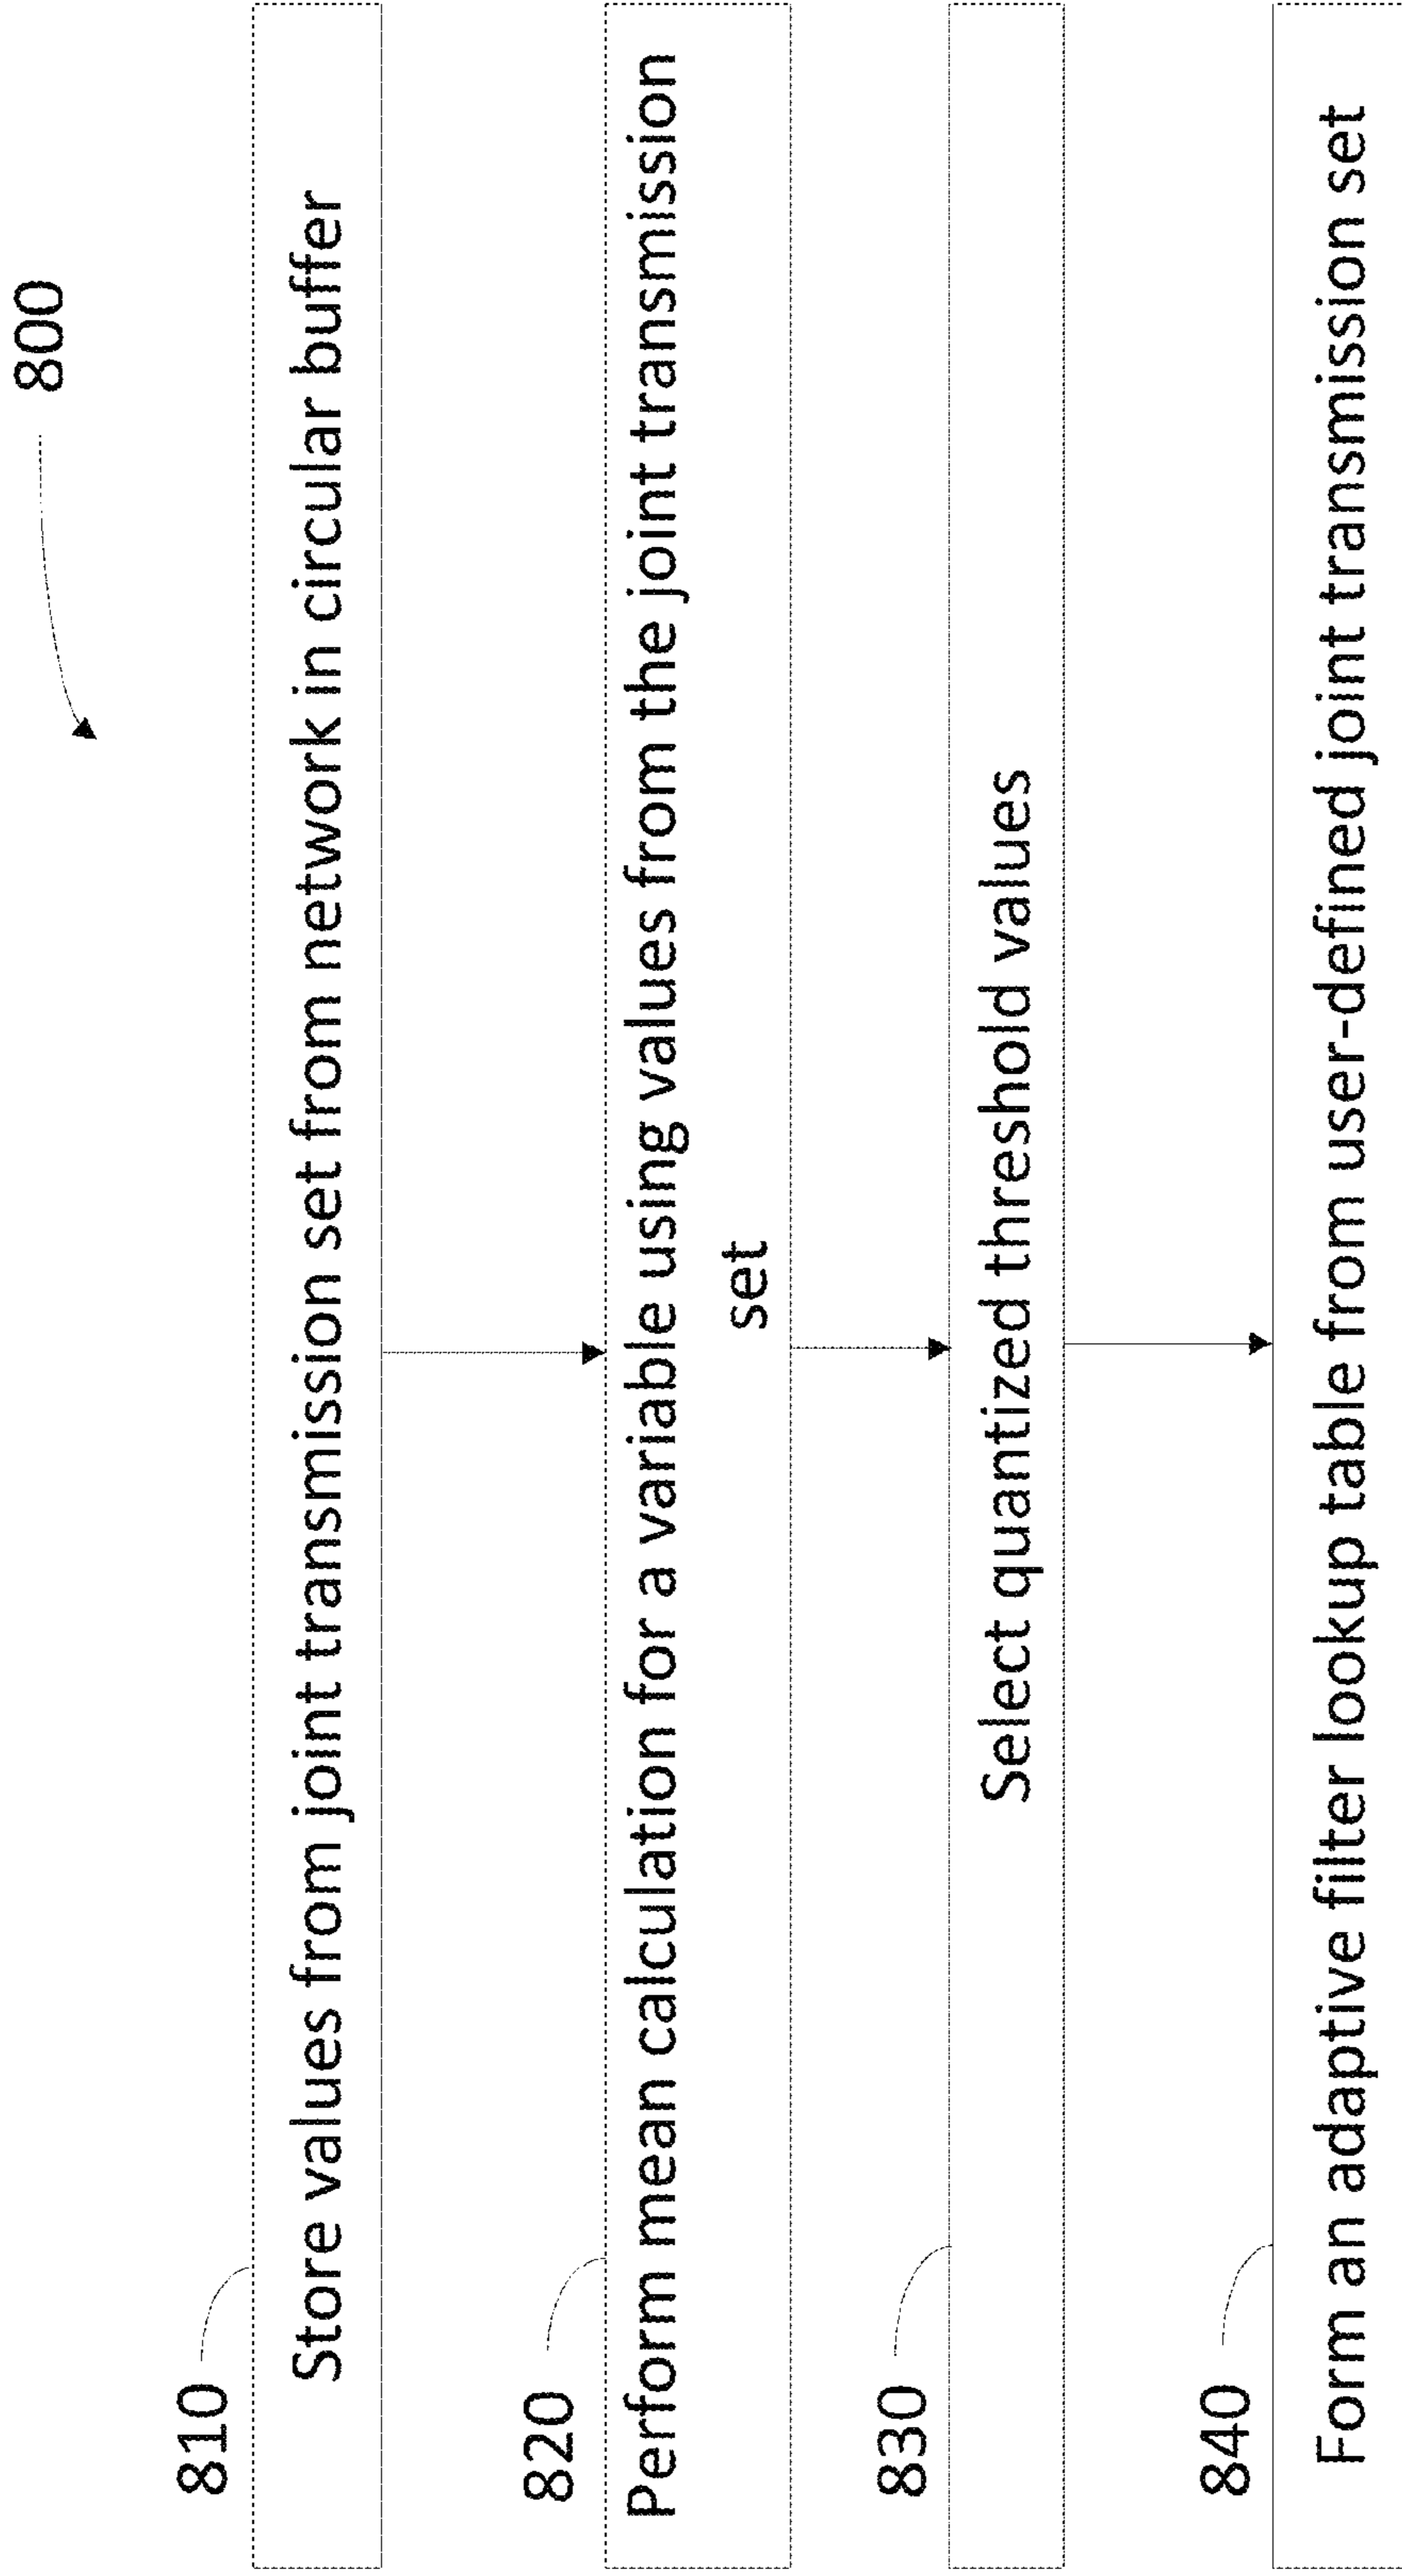 800
810
Store values from joint transmission set from network in circular buffer
820
Perform mean calculation for a variable using values from the joint transmission
set
830
Select quantized threshold values
840
Form an adaptive filter lookup table from user-defined joint transmission set